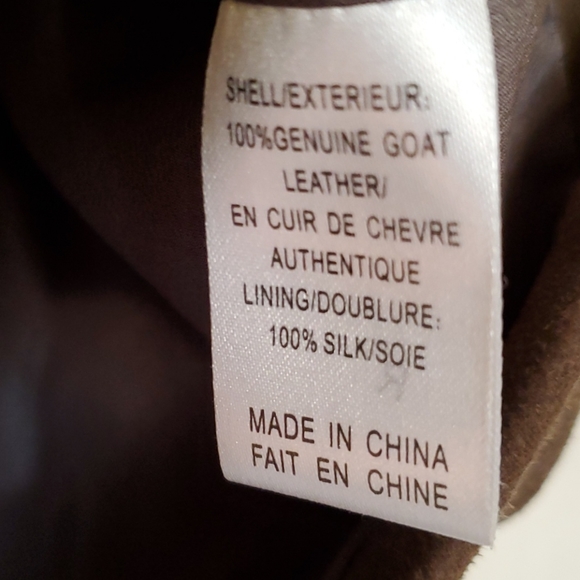 SHELL/EXTERIEUR:
100%GENUINE GOAT
LEATHER/
EN CUIR DE CHEVRE
AUTHENTIQUE
LINING/DOUBLURE:
100% SILK/SOIE
MADE IN CHINA
FAIT EN CHINE